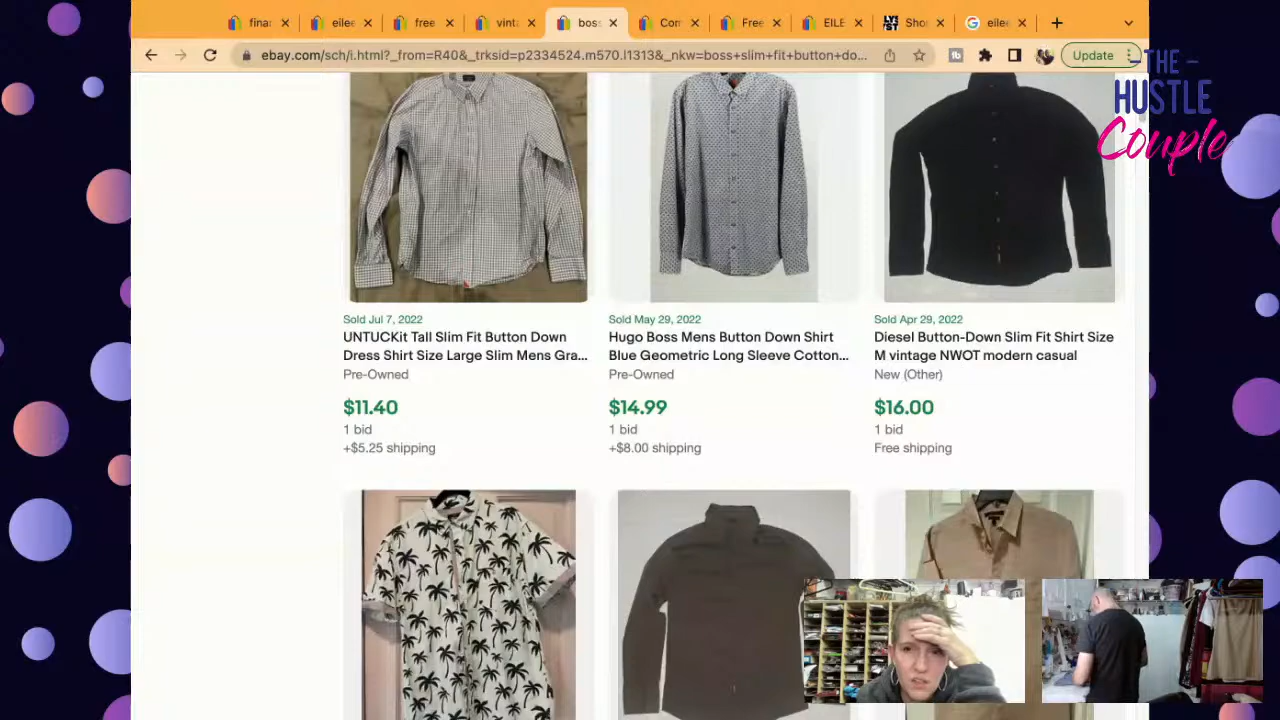 finan
eilee
free
vinta
boss
Com
Free
EILE
LYST
Sho
eilee
ebay.com/sch/i.html?_from=R40&_trksid=p2334524.m570.l1313&_nkw=boss+slim+fit+button+do...
Update
- THE -
HUSTLE
Couple
Sold Jul 7, 2022
UNTUCKit Tall Slim Fit Button Down
Dress Shirt Size Large Slim Mens Gra...
Pre-Owned
$11.40
1 bid
+$5.25 shipping
Sold May 29, 2022
Hugo Boss Mens Button Down Shirt
Blue Geometric Long Sleeve Cotton...
Pre-Owned
$14.99
1 bid
+$8.00 shipping
Sold Apr 29, 2022
Diesel Button-Down Slim Fit Shirt Size
M vintage NWOT modern casual
New (Other)
$16.00
1 bid
Free shipping